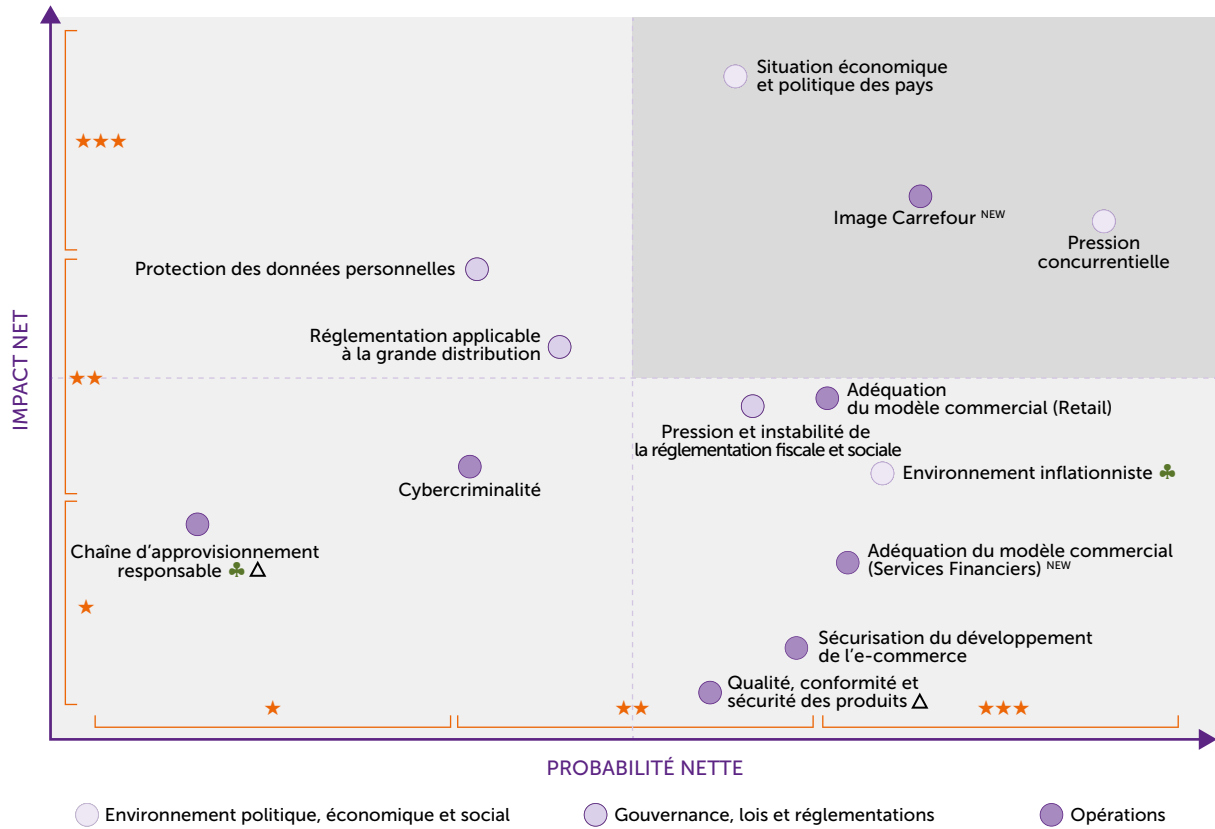 Situation économique
et politique des pays
★★★
Image Carrefour NEW
Pression
concurrentielle
Protection des données personnelles
Réglementation applicable
à la grande distribution
IMPACT NET
★★
Adéquation
du modèle commercial (Retail)
Pression et instabilité de
la réglementation fiscale et sociale
Environnement inflationniste ♣
Cybercriminalité
Chaîne d’approvisionnement
responsable ♣ Δ
Adéquation du modèle commercial
(Services Financiers) NEW
★
Sécurisation du développement
de l’e-commerce
Qualité, conformité et
sécurité des produits Δ
★
★★
★★★
PROBABILITÉ NETTE
Environnement politique, économique et social
Gouvernance, lois et réglementations
Opérations